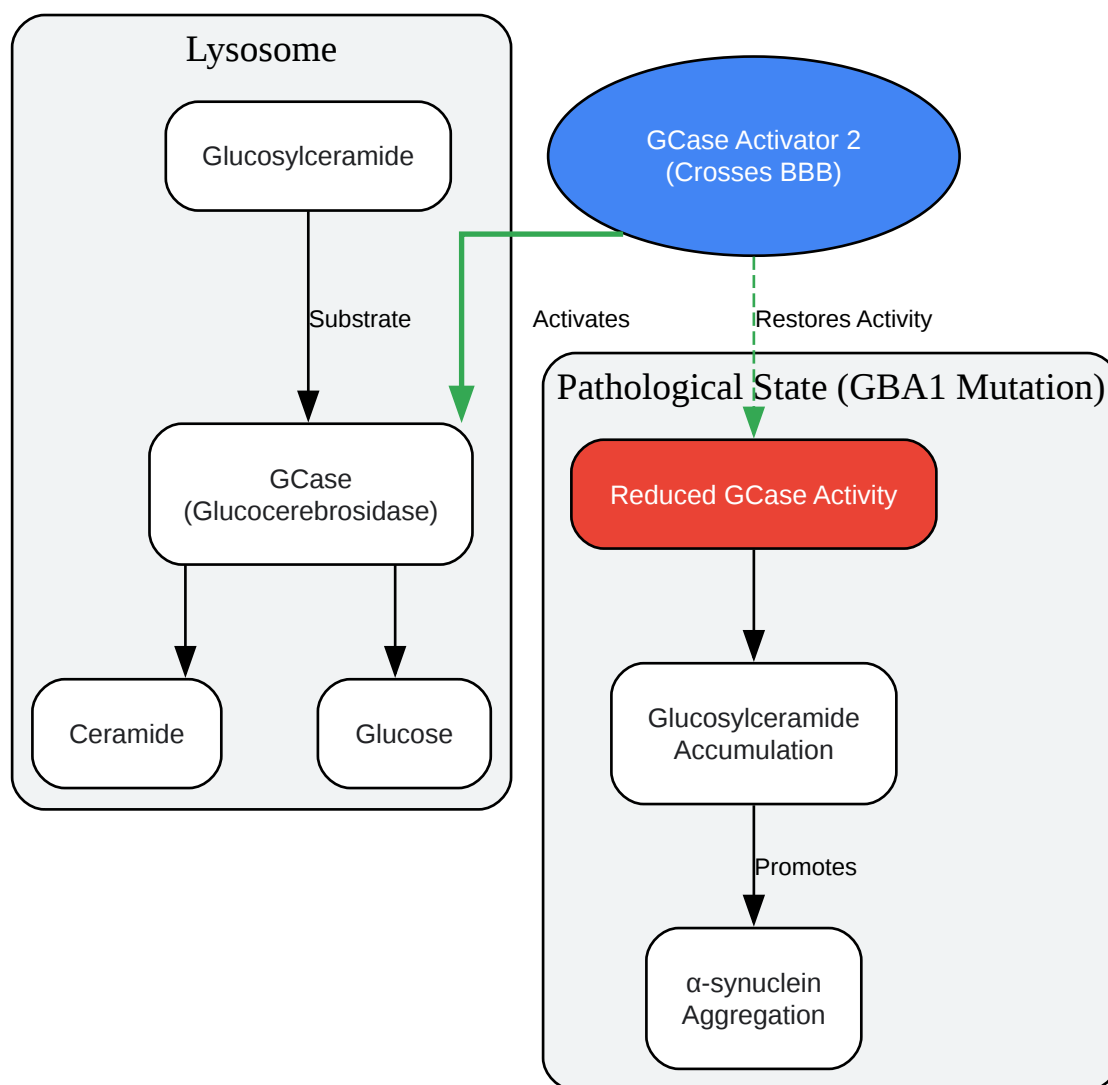 Lysosome
Glucosylceramide
GCase Activator 2
(Crosses BBB)
Substrate
Activates
Restores Activity
Pathological State (GBA1 Mutation)
GCase
(Glucocerebrosidase)
Reduced GCase Activity
Ceramide
Glucose
Glucosylceramide
Accumulation
Promotes
α-synuclein
Aggregation